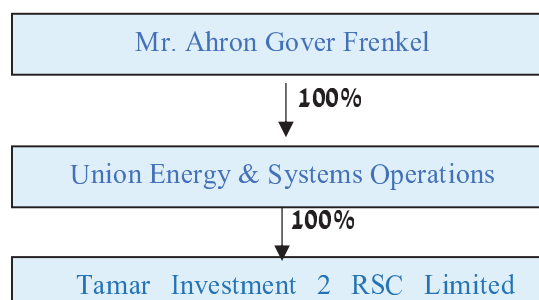 Mr. Ahron Gover Frenkel
100%
Union Energy & Systems Operations
100%
Tamar Investment 2 RSC Limited